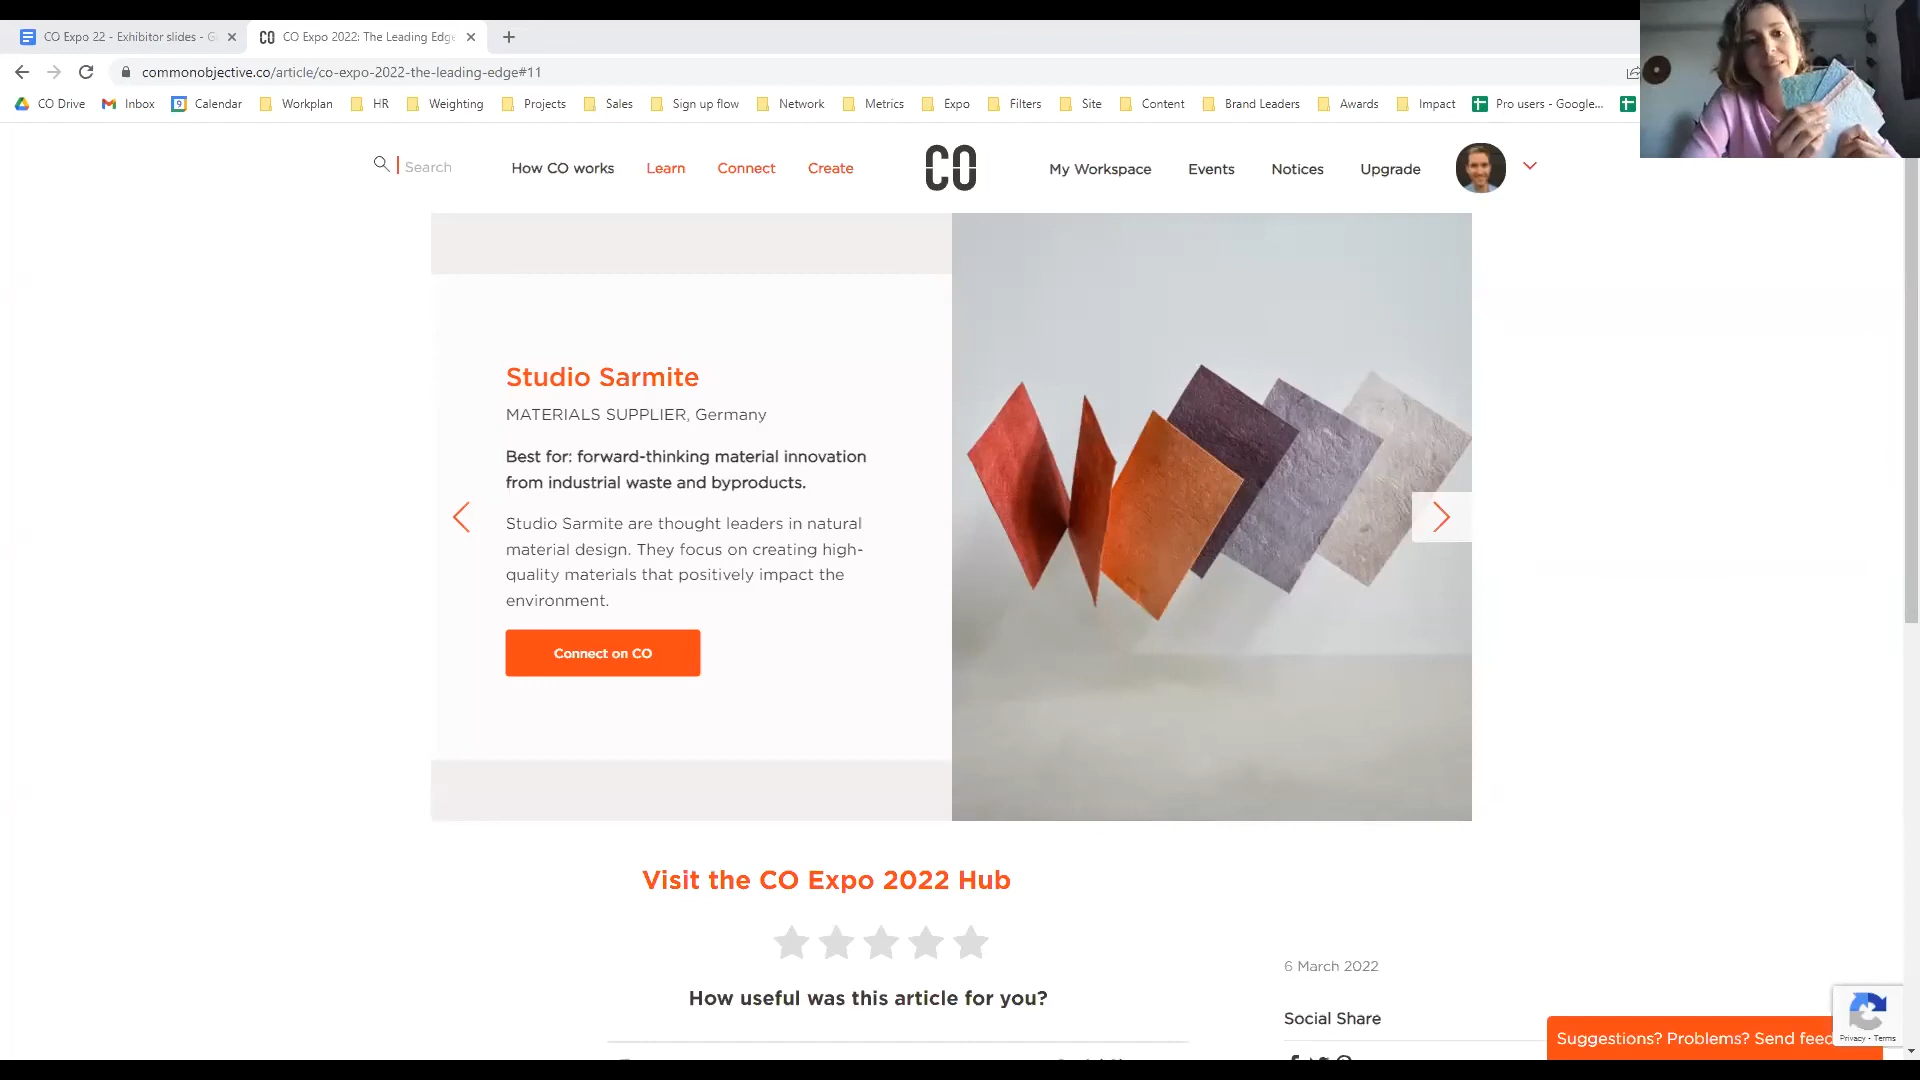 CO Expo 22 - Exhibitor slides - G
CO Expo 2022: The Leading Edge
commonobjective.co/article/co-expo-2022-the-leading-edge#11
CO Drive
Inbox
9
Calendar
Workplan
HR
Weighting
Projects
Sales
Sign up flow
Network
Metrics
Expo
Filters
Site
Content
Brand Leaders
Awards
Impact
Pro users - Google...
Search
How CO works
Learn
Connect
Create
CO
My Workspace
Events
Notices
Upgrade
Studio Sarmite
MATERIALS SUPPLIER, Germany
Best for: forward-thinking material innovation
from industrial waste and byproducts.
Studio Sarmite are thought leaders in natural
material design. They focus on creating high-
quality materials that positively impact the
environment.
Connect on CO
Visit the CO Expo 2022 Hub
How useful was this article for you?
6 March 2022
Social Share
Suggestions? Problems? Send feed
Privacy - Terms